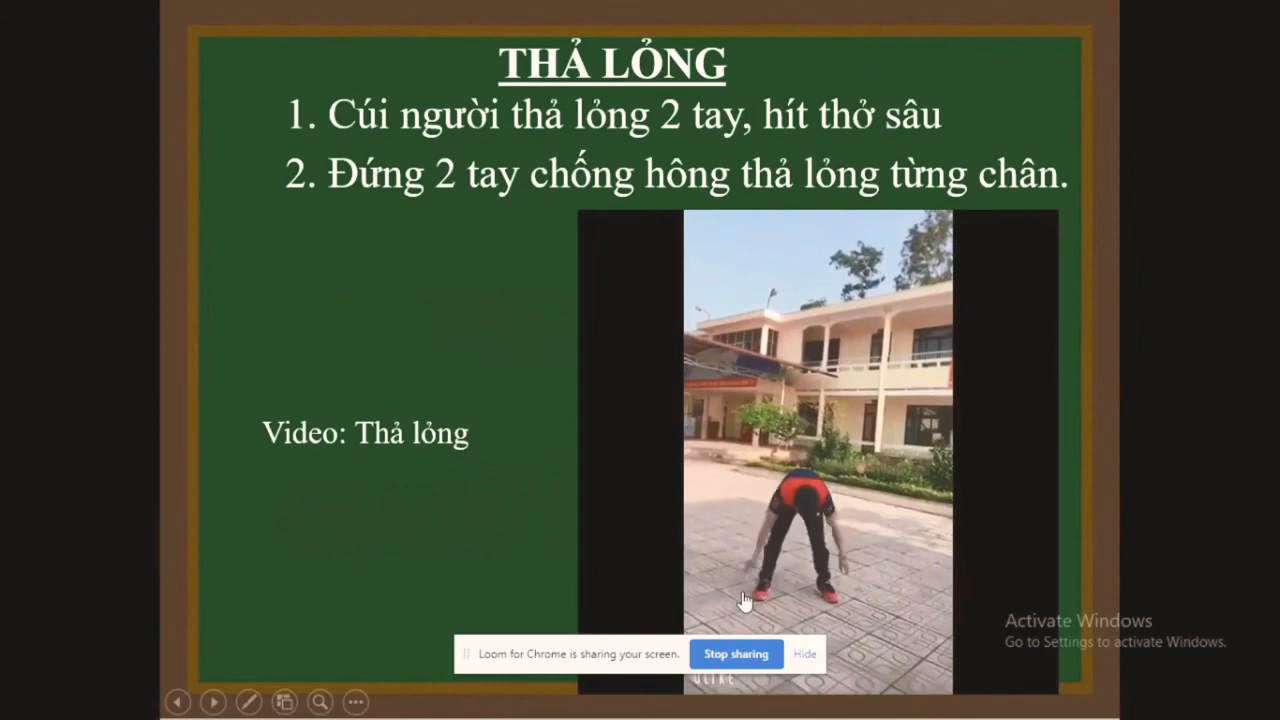 THẢ LỎNG
1. Cúi người thả lỏng 2 tay, hít thở sâu
2. Đứng 2 tay chống hông thả lỏng từng chân.
Video: Thả lỏng
Activate Windows
Go to Settings to activate Windows.
Loom for Chrome is sharing your screen.
Stop sharing
Hide
ULIKE